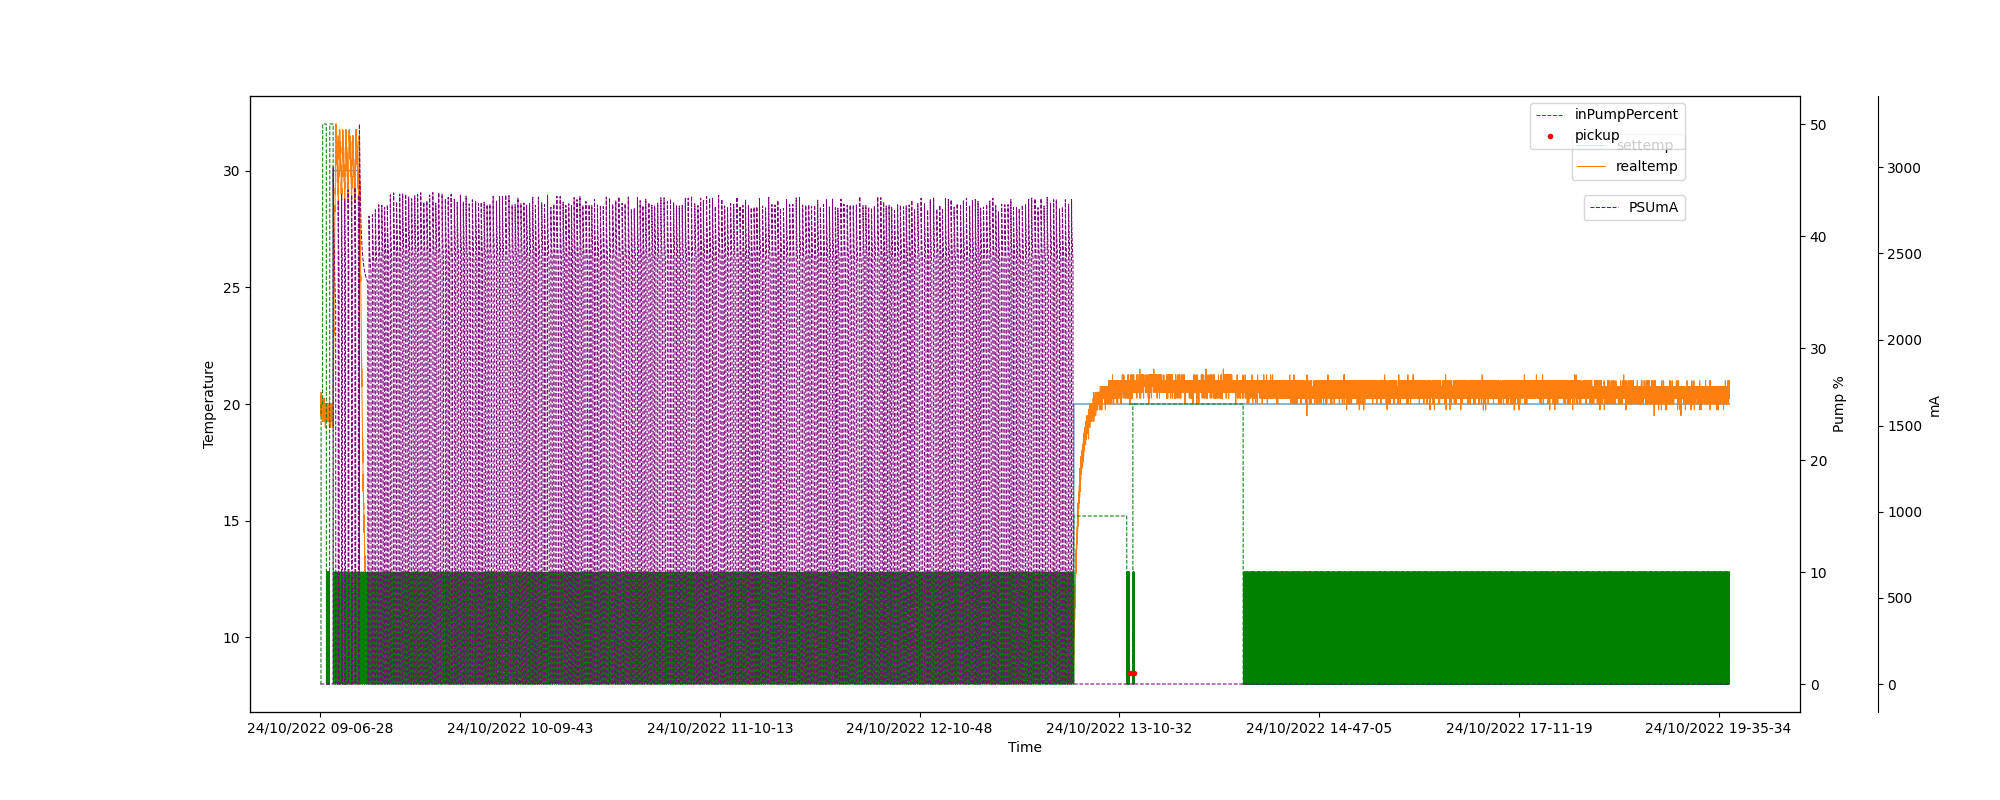 inPumpPercent
pickup
settemp
realtemp
PSUmA
30
25
20
15
10
Temperature
50
40
30
20
10
0
Pump %
3000
2500
2000
1500
1000
500
0
mA
24/10/2022 09-06-28
24/10/2022 10-09-43
24/10/2022 11-10-13
24/10/2022 12-10-48
24/10/2022 13-10-32
24/10/2022 14-47-05
24/10/2022 17-11-19
24/10/2022 19-35-34
Time